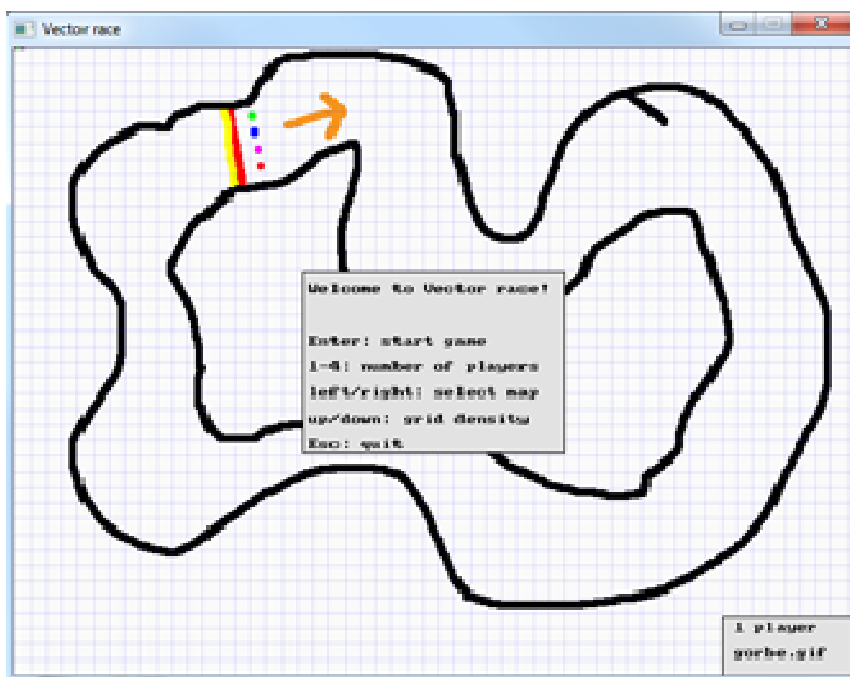 Vector race
Welcome to Vector race!
Enter: start game
1-4: number of players
left/right: select map
up/down: grid density
Esc: quit
1 player
gorbe.gif